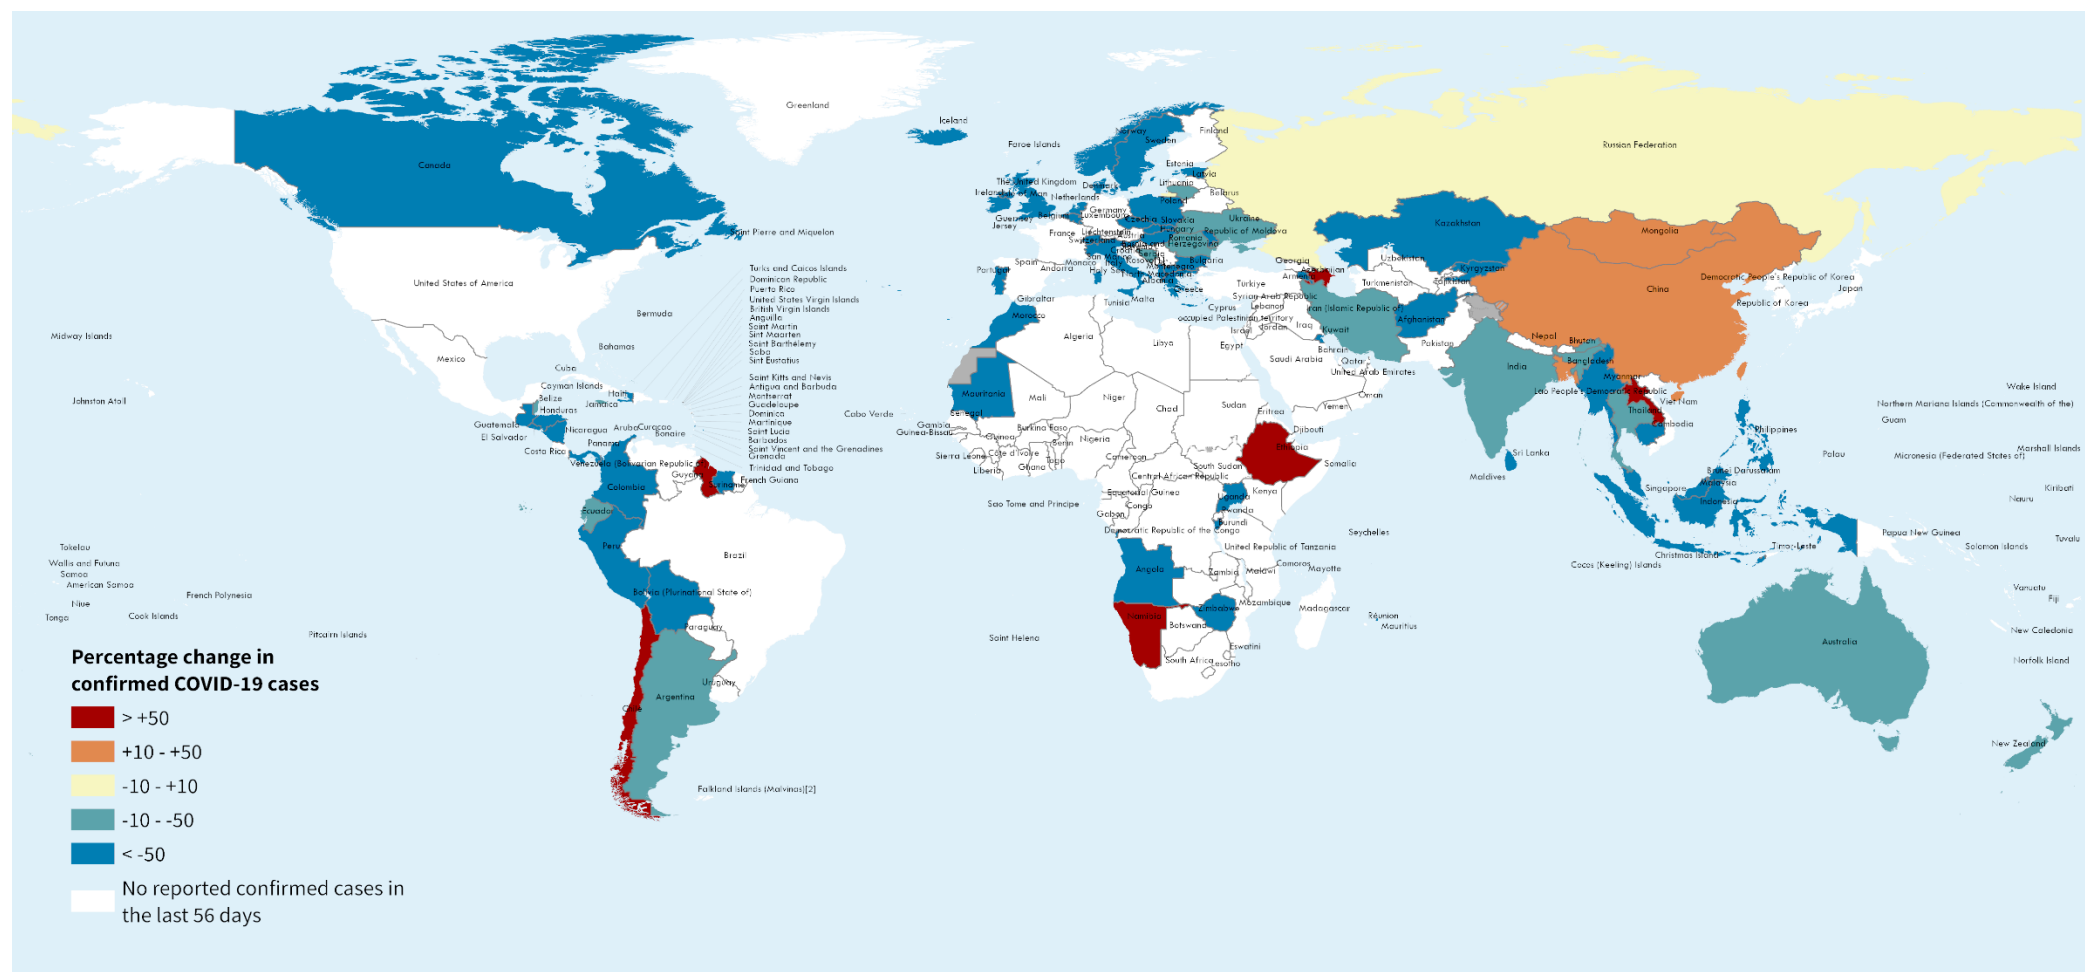 Greenland
Iceland
Faroe Islands
Norway
Sweden
Finland
Russian Federation
Canada
Estonia
Latvia
The United Kingdom
Denmark
Lithuania
Ireland
Isle of Man
Netherlands
Belarus
Germany
Poland
Guernsey
Belgium
Luxembourg
Jersey
Czechia
Slovakia
Ukraine
Kazakhstan
Saint Pierre and Miquelon
France
Liechtenstein
Austria
Hungary
Republic of Moldova
Mongolia
Switzerland
Romania
Bosnia and Herzegovina
San Marino
Serbia
Kosovo
Monaco
Italy
Bulgaria
Georgia
Uzbekistan
Spain
Andorra
Portugal
Holy See
Montenegro
North Macedonia
Albania
Armenia
Azerbaijan
Kyrgyzstan
Turks and Caicos Islands
Dominican Republic
Puerto Rico
United States Virgin Islands
British Virgin Islands
Anguilla
Saint Martin
Sint Maarten
Saint Barthélemy
Saba
Sint Eustatius
Saint Kitts and Nevis
Antigua and Barbuda
Montserrat
Guadeloupe
Dominica
Martinique
Saint Lucia
Barbados
Saint Vincent and the Grenadines
Grenada
Trinidad and Tobago
United States of America
Greece
Türkiye
Turkmenistan
Tajikistan
China
Democratic People's Republic of Korea
Japan
Republic of Korea
Gibraltar
Tunisia
Malta
Syrian Arab Republic
Cyprus
Lebanon
Iran (Islamic Republic of)
occupied Palestinian territory
Israel
Jordan
Iraq
Kuwait
Afghanistan
Bermuda
Morocco
Algeria
Libya
Egypt
Midway Islands
Bahamas
Bahrain
Pakistan
Nepal
Bhutan
Mexico
Saudi Arabia
Qatar
United Arab Emirates
India
Bangladesh
Cuba
Cayman Islands
Haiti
Belize
Jamaica
Honduras
Johnston Atoll
Mauritania
Mali
Niger
Chad
Sudan
Eritrea
Yemen
Oman
Myanmar
Lao People's Democratic Republic
Viet Nam
Thailand
Cambodia
Wake Island
Northern Mariana Islands (Commonwealth of the)
Guam
Cabo Verde
Senegal
Gambia
Guinea-Bissau
Guinea
Burkina Faso
Benin
Nigeria
Djibouti
Guatemala
El Salvador
Nicaragua
Aruba
Curacao
Bonaire
Panama
Costa Rica
Sierra Leone
Liberia
Côte d'Ivoire
Ghana
Togo
Cameroon
Ethiopia
Somalia
Sri Lanka
Philippines
Palau
Marshall Islands
Micronesia (Federated States of)
Venezuela (Bolivarian Republic of)
Guyana
Suriname
French Guiana
Colombia
Central African Republic
South Sudan
Maldives
Brunei Darussalam
Malaysia
Singapore
Indonesia
Nauru
Kiribati
Ecuador
Sao Tome and Principe
Equatorial Guinea
Gabon
Congo
Uganda
Kenya
Rwanda
Burundi
Democratic Republic of the Congo
Seychelles
Papua New Guinea
Solomon Islands
Tuvalu
Tokelau
Wallis and Futuna
Samoa
American Samoa
Peru
Brazil
United Republic of Tanzania
Christmas Island
Timor-Leste
Cocos (Keeling) Islands
Angola
Zambia
Malawi
Comoros
Mayotte
French Polynesia
Niue
Cook Islands
Tonga
Bolivia (Plurinational State of)
Namibia
Zimbabwe
Mozambique
Madagascar
Réunion
Mauritius
Vanuatu
Fiji
Pitcairn Islands
Paraguay
Saint Helena
Botswana
Eswatini
South Africa
Lesotho
Australia
New Caledonia
Norfolk Island
Percentage change in
confirmed COVID-19 cases
> +50
+10 - +50
-10 - +10
-10 - -50
< -50
No reported confirmed cases in
the last 56 days
Uruguay
Argentina
Chile
Falkland Islands (Malvinas)[2]
New Zealand